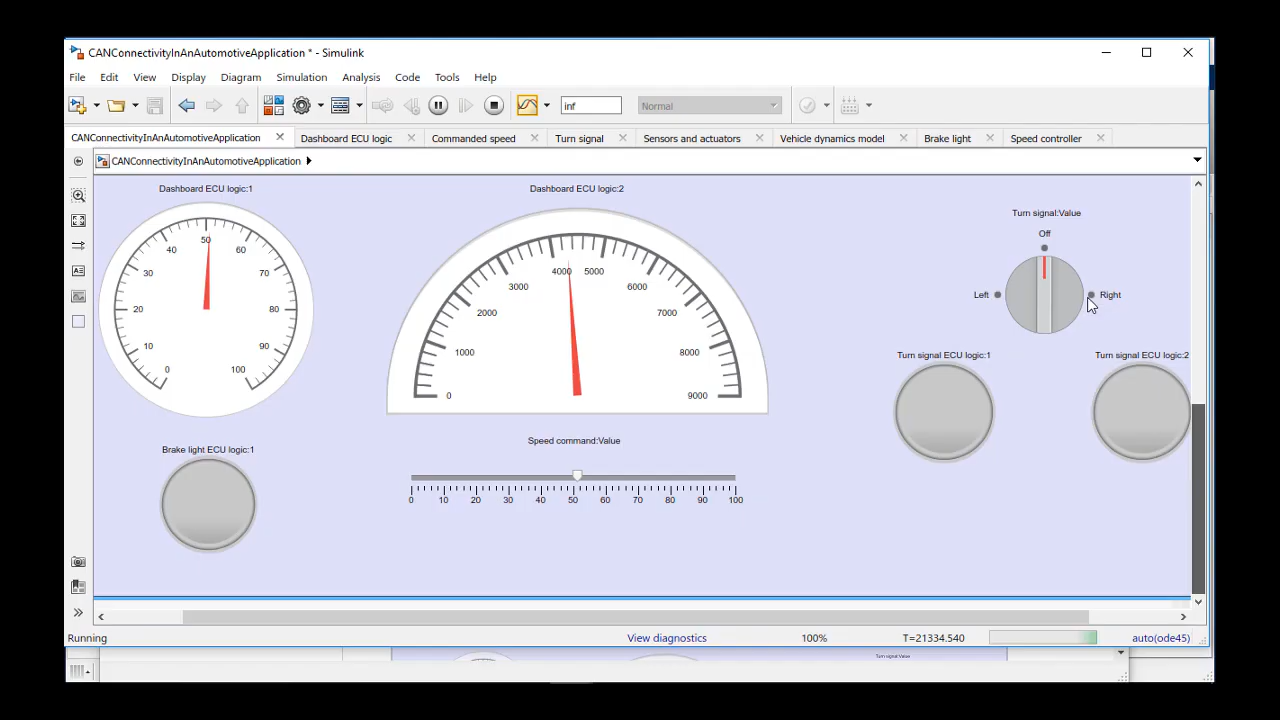 CANConnectivityInAnAutomotiveApplication * - Simulink
File Edit View Display Diagram Simulation Analysis Code Tools Help
inf Normal
CANConnectivityInAnAutomotiveApplication Dashboard ECU logic Commanded speed Turn signal Sensors and actuators Vehicle dynamics model Brake light Speed controller
CANConnectivityInAnAutomotiveApplication
Dashboard ECU logic:1
0 10 20 30 40 50 60 70 80 90 100
Dashboard ECU logic:2
0 1000 2000 3000 4000 5000 6000 7000 8000 9000
Turn signal:Value
Off
Left Right
Turn signal ECU logic:1 Turn signal ECU logic:2
Brake light ECU logic:1
Speed command:Value
0 10 20 30 40 50 60 70 80 90 100
Running View diagnostics 100% T=21334.540 auto(ode45)
Turn signal:Value